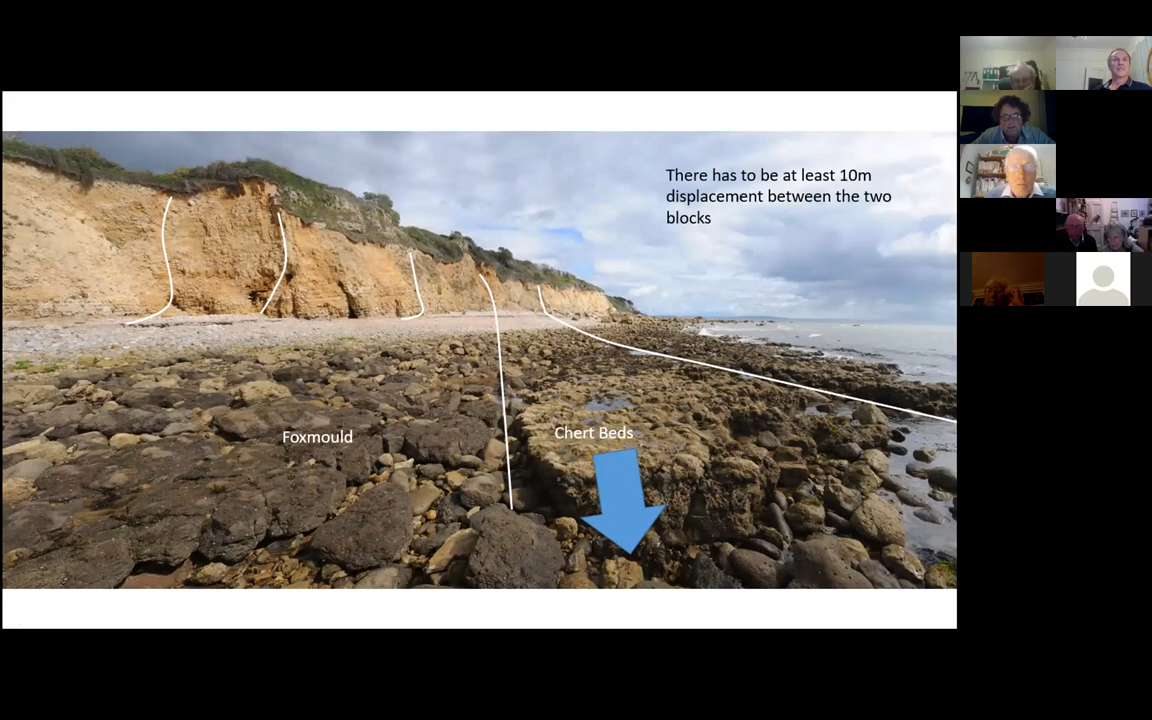 There has to be at least 10m
displacement between the two
blocks
Foxmould
Chert Beds